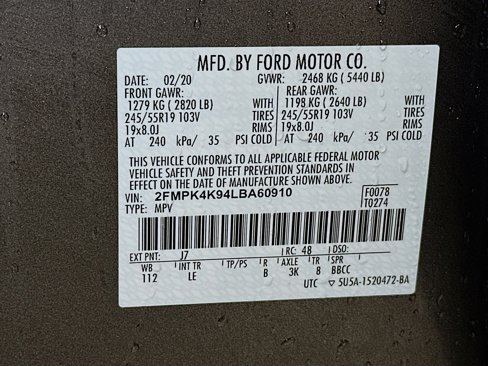 MFD. BY FORD MOTOR CO.
DATE: 02/20 GVWR: 2468 KG ( 5440 LB)
FRONT GAWR: REAR GAWR:
1279 KG ( 2820 LB) WITH 1198 KG ( 2640 LB) WITH
245/55R19 103V TIRES 245/55R19 103V TIRES
19x8.0J RIMS 19x8.0J RIMS
AT 240 kPa/ 35 PSI COLD AT 240 kPa/ 35 PSI COLD
THIS VEHICLE CONFORMS TO ALL APPLICABLE FEDERAL MOTOR
VEHICLE SAFETY AND THEFT PREVENTION STANDARDS IN
EFFECT ON THE DATE OF MANUFACTURE SHOWN ABOVE.
VIN: 2FMPK4K94LBA60910 F0078
TYPE: MPV T0274
EXT PNT: J7 RC: 48 DSO:
WB INT TR TP/PS R AXLE TR SPR
112 LE B 3K 8 BBCC
UTC ▽ 5U5A-1520472-BA